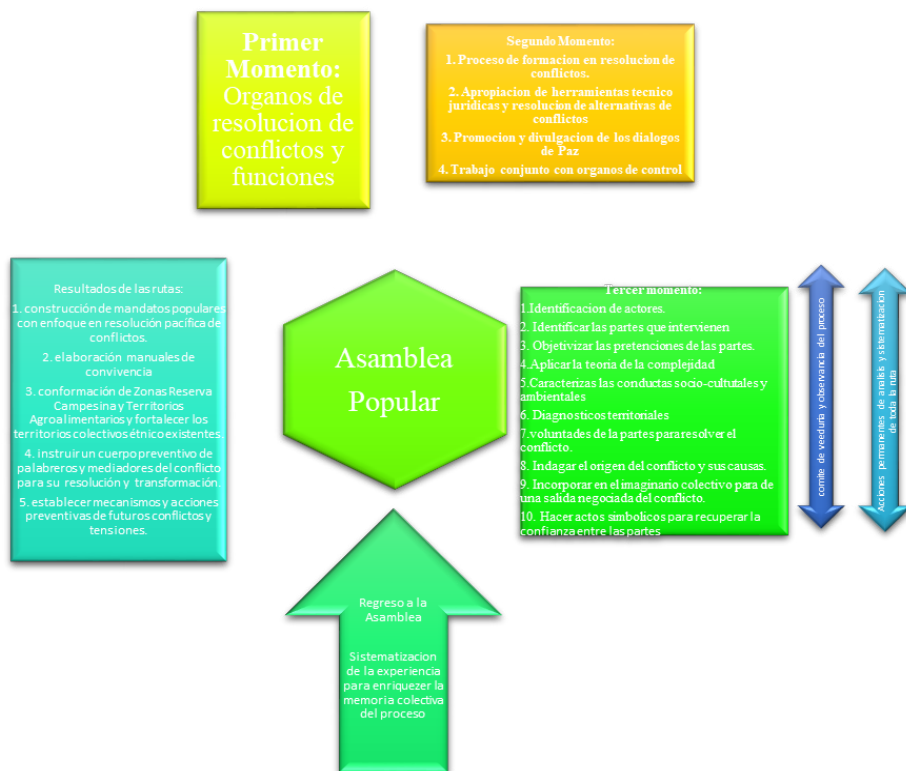 Primer
Momento:
Organos de
resolucion de
conflictos y
funciones
Segundo Momento:
1. Proceso de formacion en resolucion de
conflictos.
2. Apropiacion de herramientas tecnico
juridicas y resolucion de alternativas de
conflictos
3. Promocion y divulgacion de los dialogos
de Paz
4. Trabajo conjunto con organos de control
Resultados de las rutas:
1. construcción de mandatos populares
con enfoque en resolución pacífica de
conflictos.
2. elaboración manuales de
convivencia
3. conformación de Zonas Reserva
Campesina y Territorios
Agroalimentarios y fortalecer los
territorios colectivos étnico existentes
4. instruir un cuerpo preventivo de
palabreros y mediadores del conflicto
para su resolución y transformación.
5. establecer mecanismos y acciones
preventivas de futuros conflictos y
tensiones.
Asamblea
Popular
Tercer momento:
1.Identificacion de actores.
2. Identificar las partes que intervienen
3. Objetivizar las pretenciones de las partes.
4.Aplicar la teoria de la complejidad
5.Caracterizas las conductas socio-cultutales y
ambientales
6. Diagnosticos territoriales
7.voluntades de la partes para resolver el
conflicto.
8. Indagar el origen del conflicto y sus causas.
9. Incorporar en el imaginario colectivo para de
una salida negociada del conflicto.
10. Hacer actos simbolicos para recuperar la
confianza entre las partes
comite de veeduria y observancia del proceso
Acciones permanentes de analisis y sistematizacion
de toda la ruta
Regreso a la
Asamblea
Sistematizacion
de la experiencia
para enriquezer la
memoria colectiva
del proceso